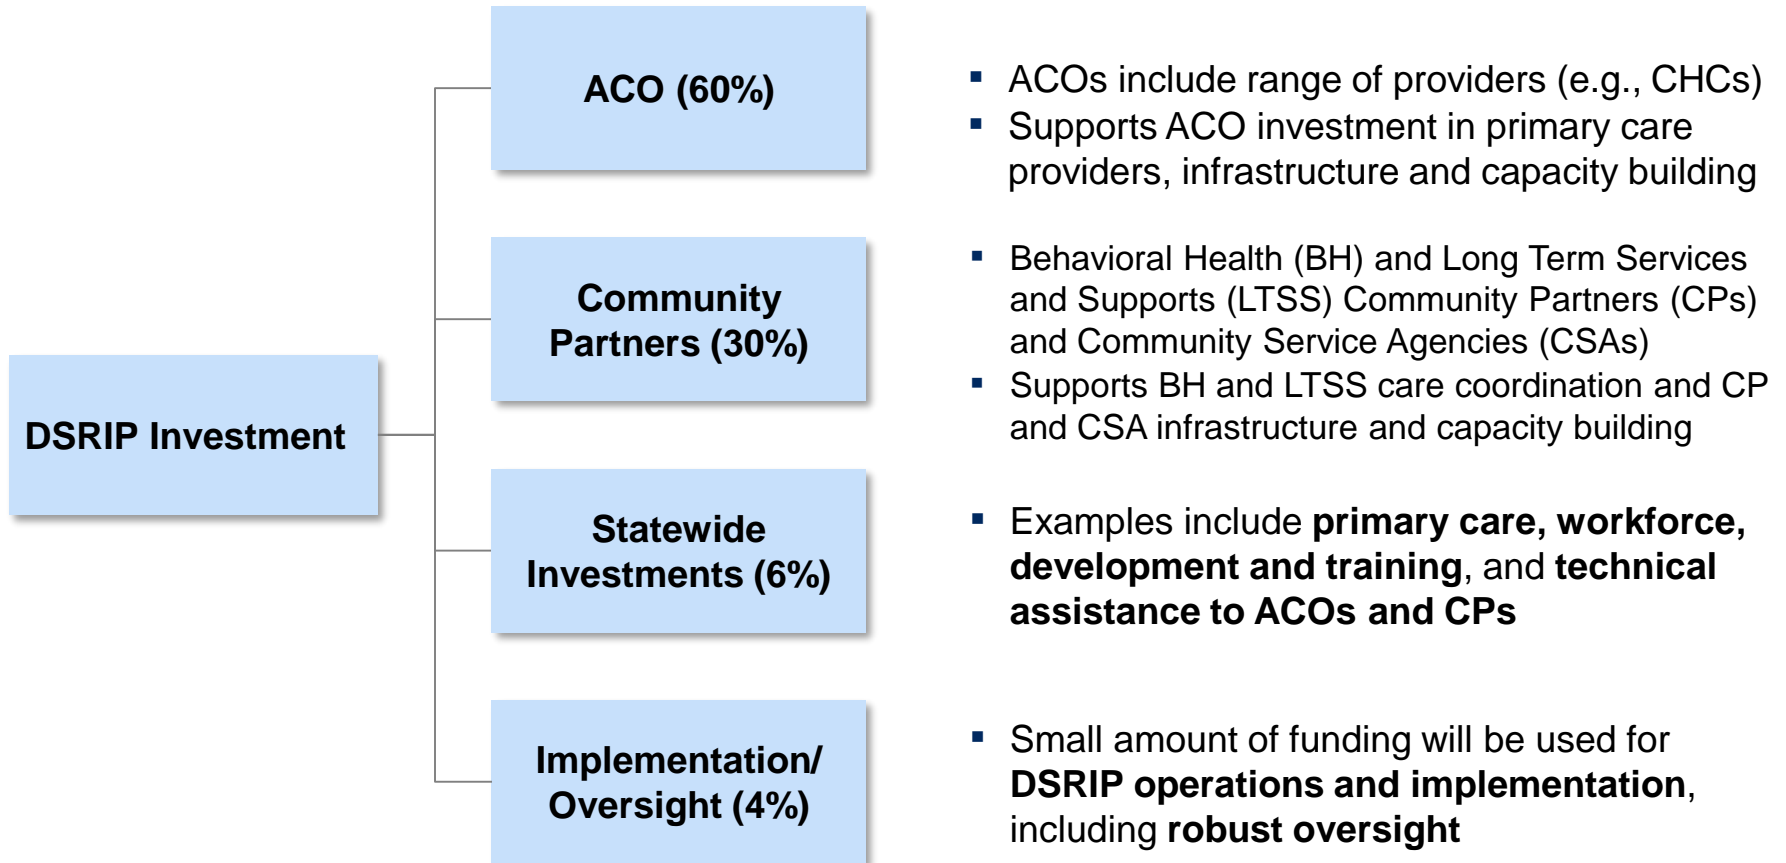 DSRIP Investment
ACO (60%)
▪ ACOs include range of providers (e.g., CHCs)
▪ Supports ACO investment in primary care
providers, infrastructure and capacity building
Community
Partners (30%)
▪ Behavioral Health (BH) and Long Term Services
and Supports (LTSS) Community Partners (CPs)
and Community Service Agencies (CSAs)
▪ Supports BH and LTSS care coordination and CP
and CSA infrastructure and capacity building
Statewide
Investments (6%)
▪ Examples include primary care, workforce,
development and training, and technical
assistance to ACOs and CPs
Implementation/
Oversight (4%)
▪ Small amount of funding will be used for
DSRIP operations and implementation,
including robust oversight